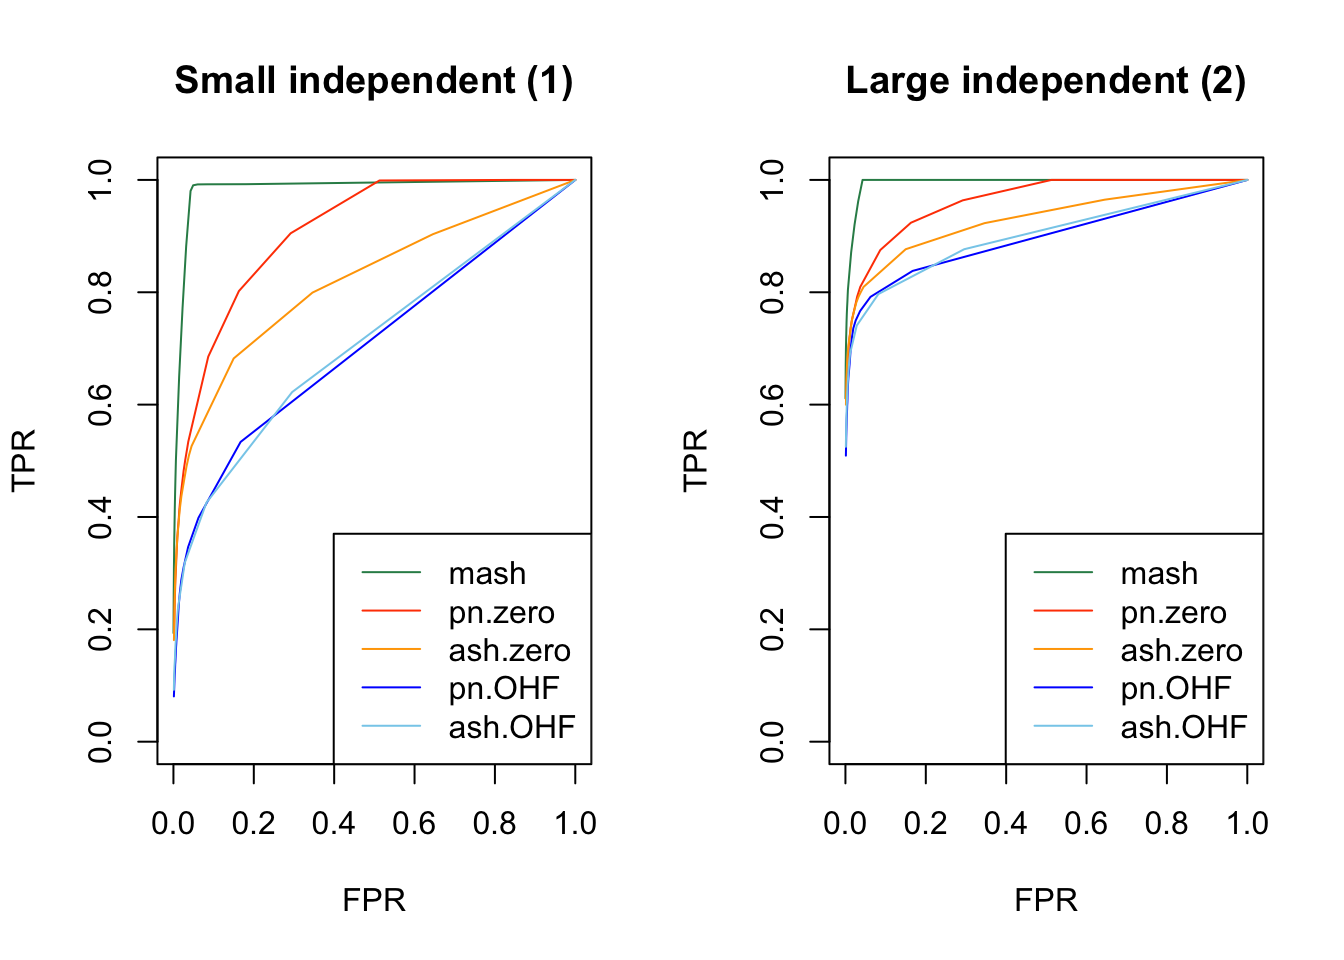 Small independent (1)
TPR
1.0
0.8
0.6
0.4
0.2
0.0
mash
pn.zero
ash.zero
pn.OHF
ash.OHF
0.0 0.2 0.4 0.6 0.8 1.0
FPR
Large independent (2)
TPR
1.0
0.8
0.6
0.4
0.2
0.0
mash
pn.zero
ash.zero
pn.OHF
ash.OHF
0.0 0.2 0.4 0.6 0.8 1.0
FPR